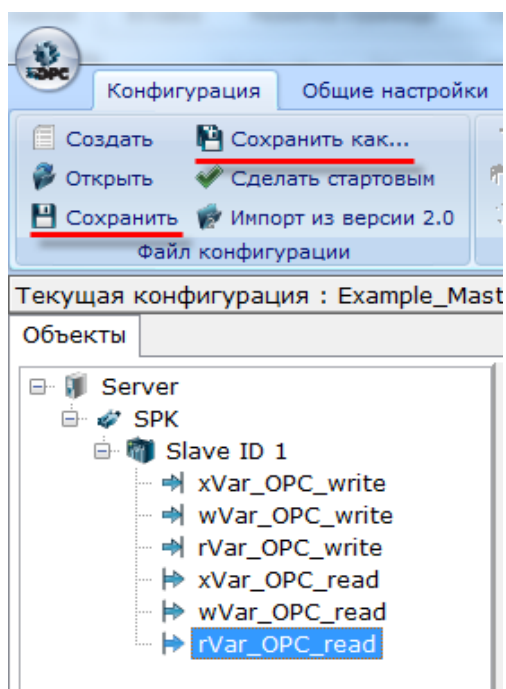 OPC
Конфигурация Общие настройки
Создать Сохранить как...
Открыть Сделать стартовым
Сохранить Импорт из версии 2.0
Файл конфигурации
Текущая конфигурация : Example_Mast
Объекты
Server
SPK
Slave ID 1
xVar_OPC_write
wVar_OPC_write
rVar_OPC_write
xVar_OPC_read
wVar_OPC_read
rVar_OPC_read